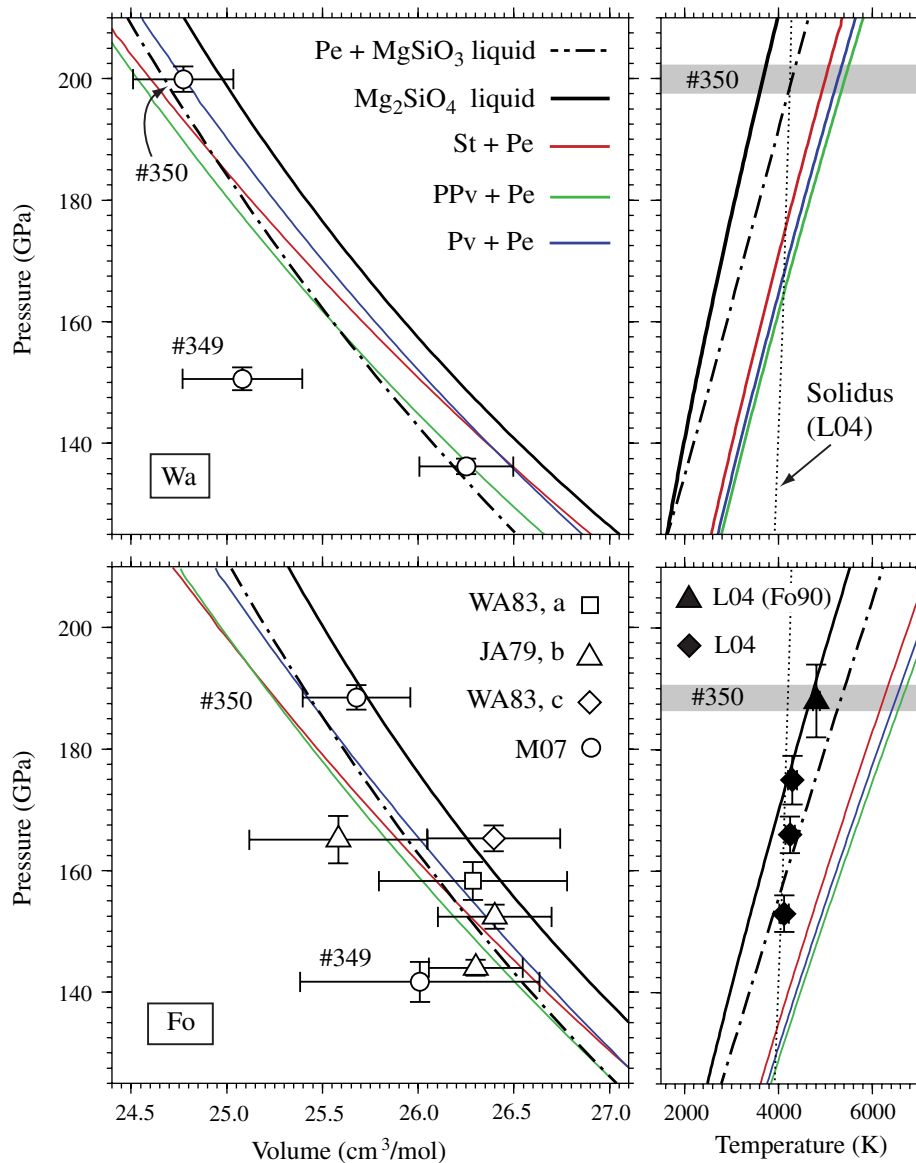 Pe + MgSiO3 liquid
Mg2SiO4 liquid
St + Pe
PPv + Pe
Pv + Pe
#350
#349
Wa
200
180
160
140
Pressure (GPa)
#350
Solidus
(L04)
WA83, a
JA79, b
WA83, c
M07
#350
#349
Fo
200
180
160
140
Pressure (GPa)
24.5 25.0 25.5 26.0 26.5 27.0
Volume (cm3/mol)
L04 (Fo90)
L04
#350
2000 4000 6000
Temperature (K)